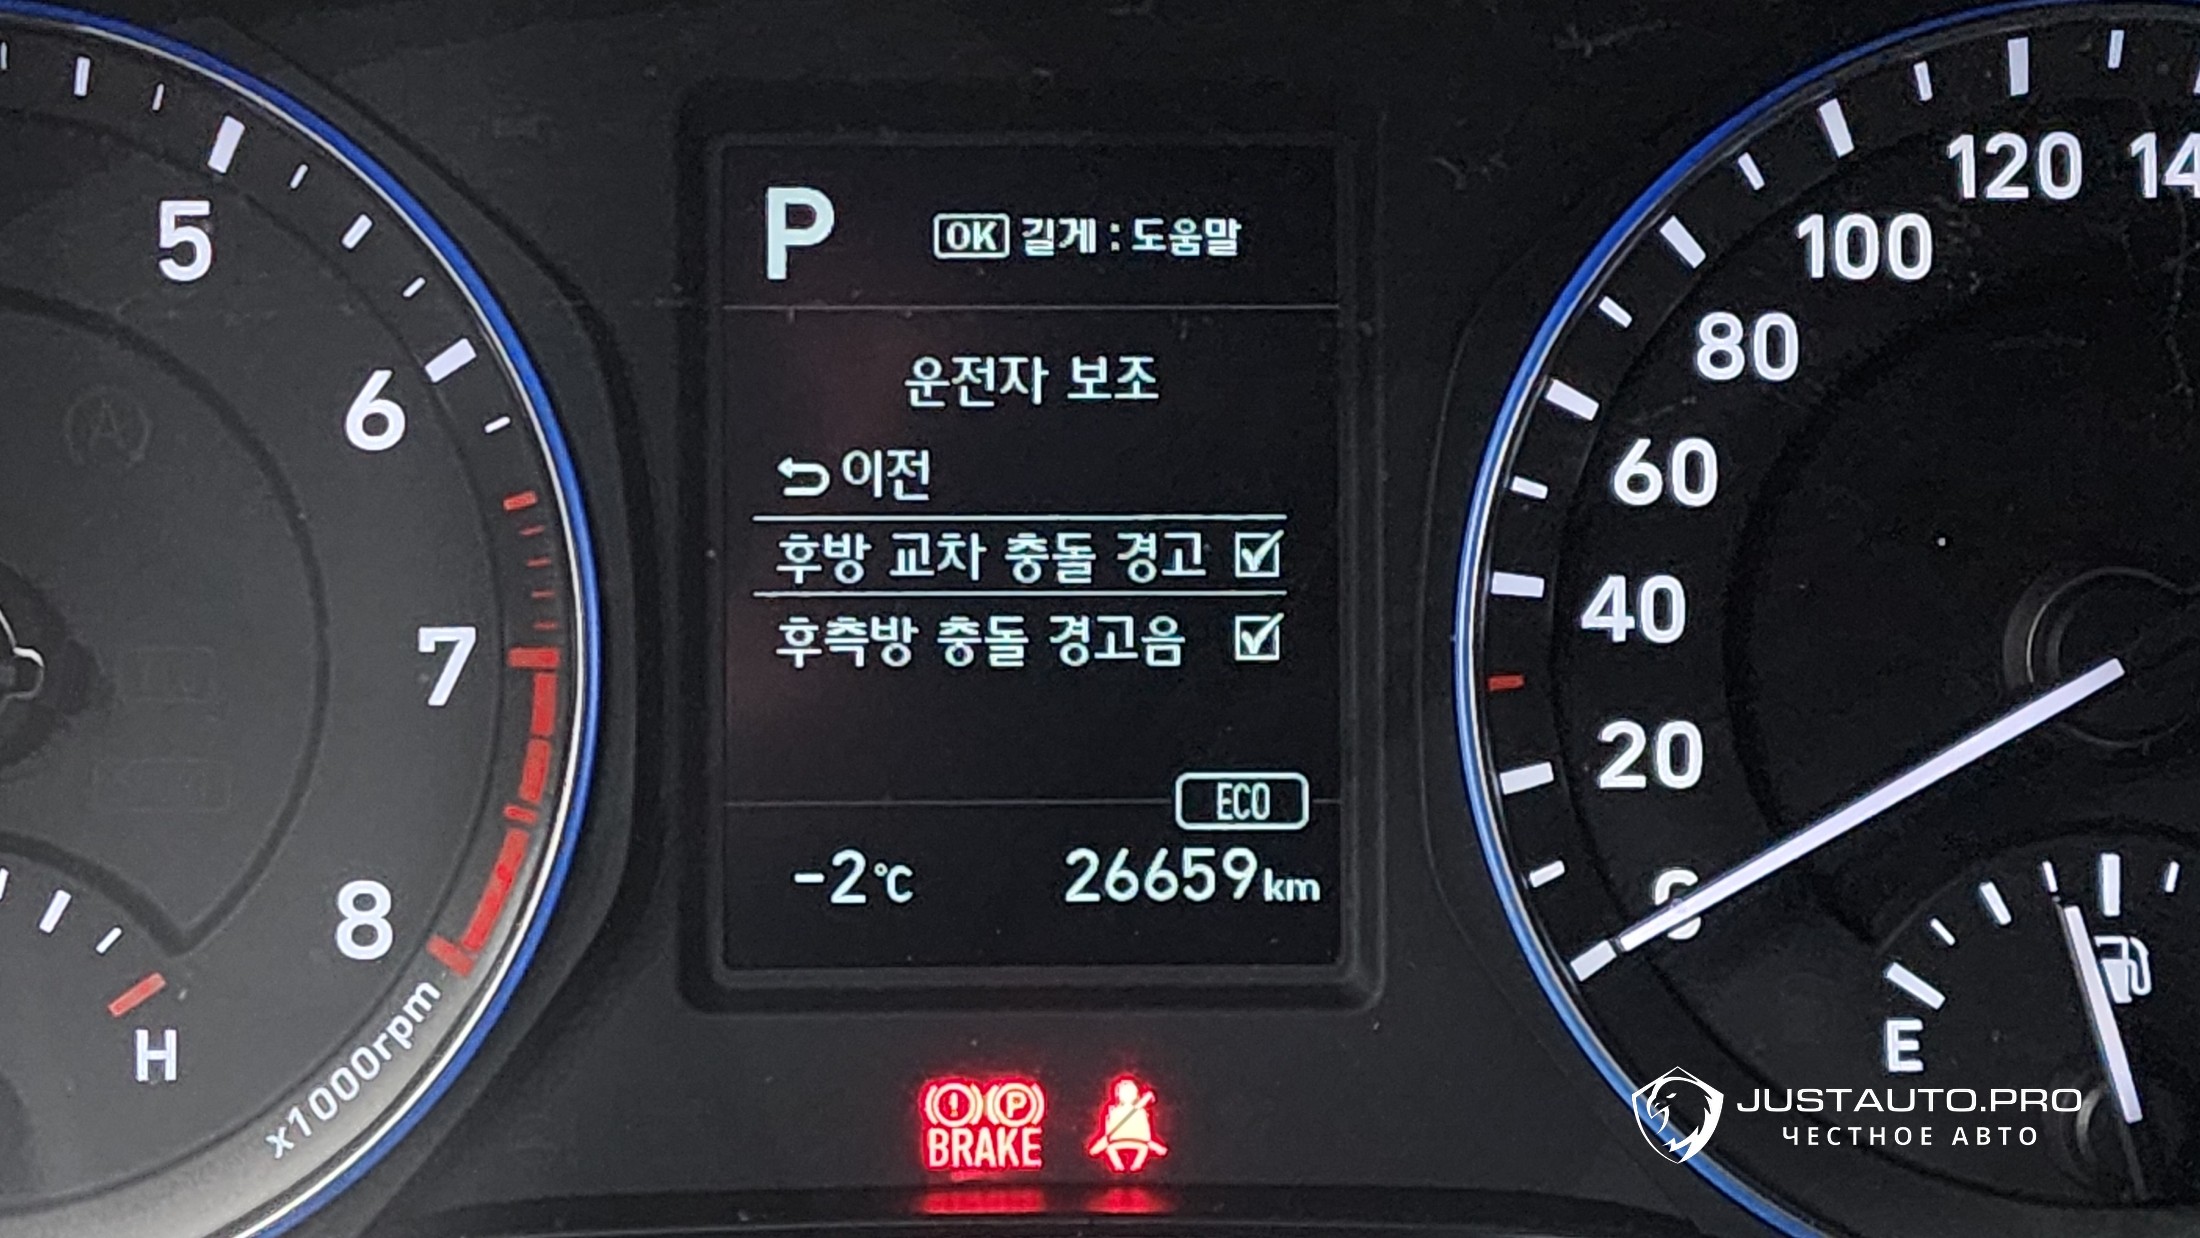 5
6
7
8
x1000rpm
H
P
OK 길게 : 도움말
운전자 보조
이전
후방 교차 충돌 경고
후측방 충돌 경고음
ECO
-2℃ 26659km
BRAKE
P
120
100
80
60
40
20
E
JUSTAUTO.PRO
ЧЕСТНОЕ АВТО